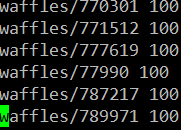 waffles/770301 100
waffles/771512 100
waffles/777619 100
waffles/77990 100
waffles/787217 100
waffles/789971 100